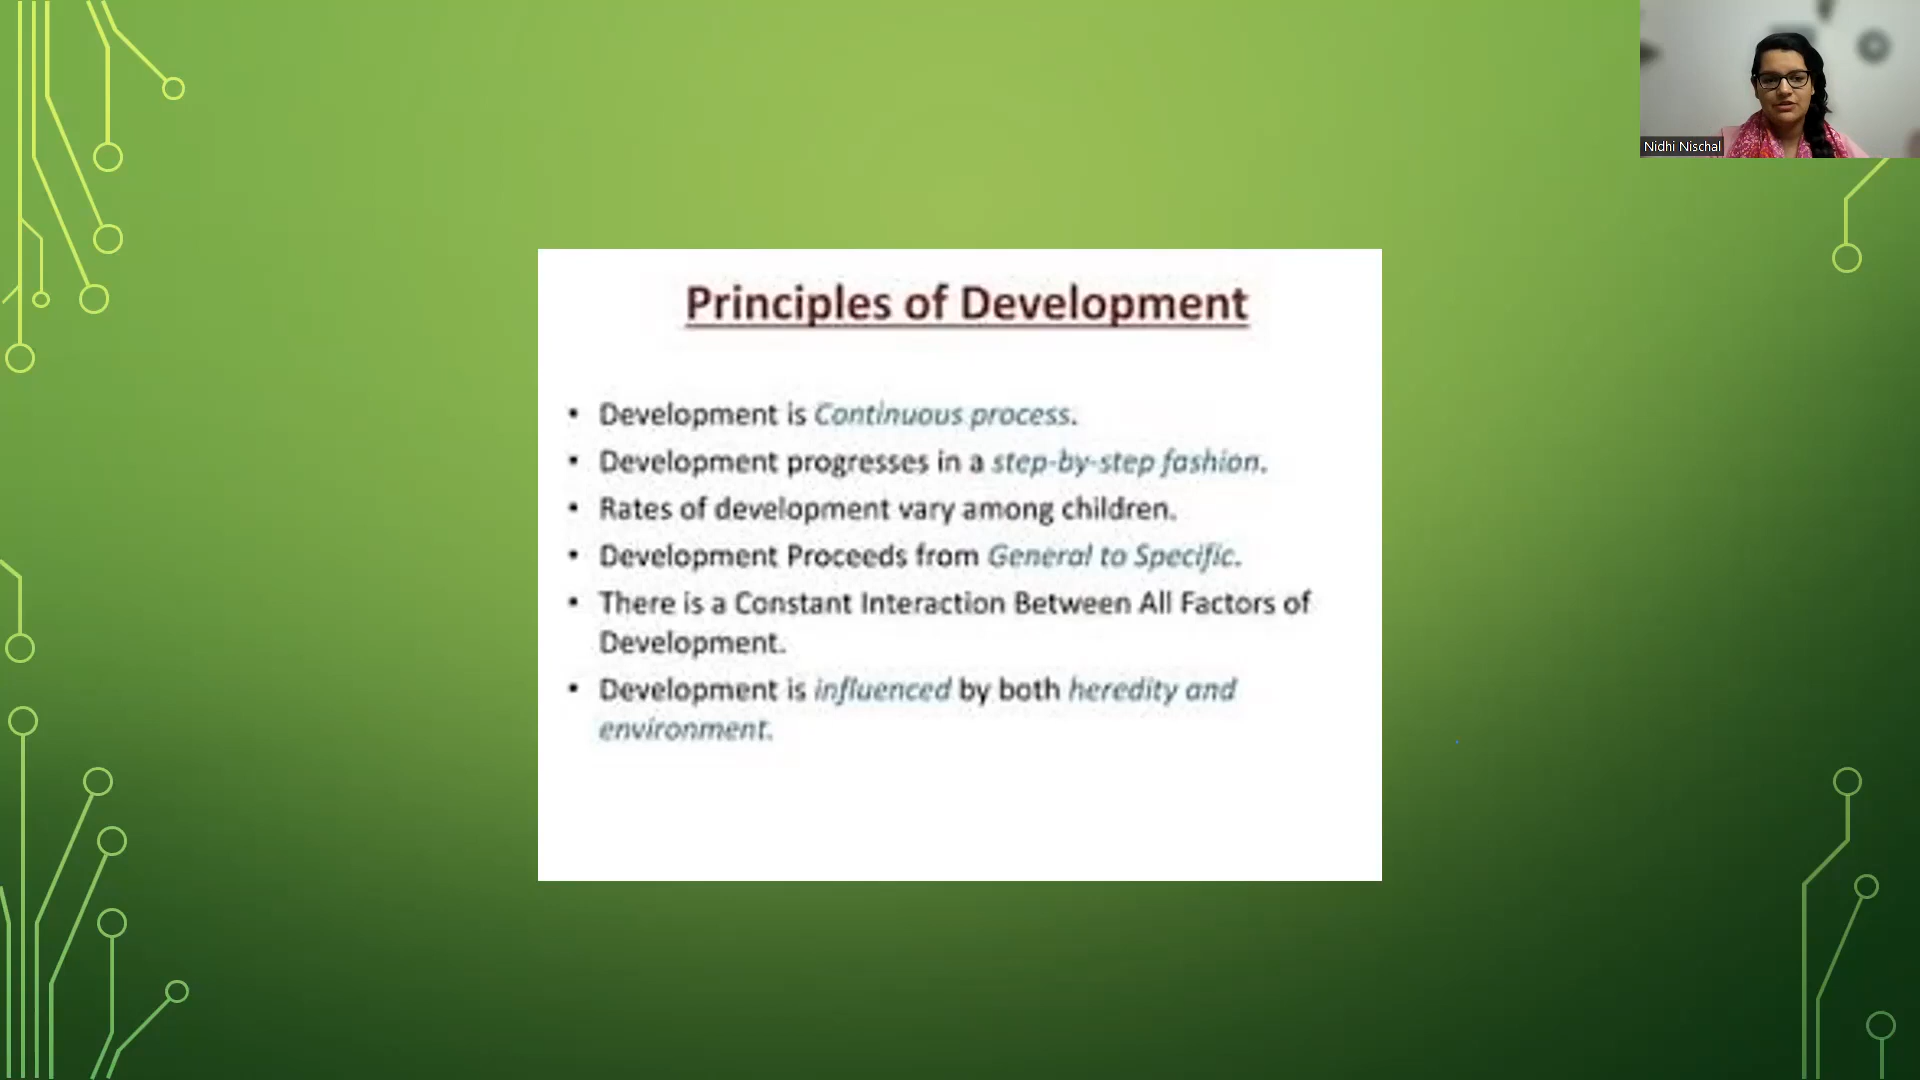 Nidhi Nischal
Principles of Development
• Development is Continuous process.
• Development progresses in a step-by-step fashion.
• Rates of development vary among children.
• Development Proceeds from General to Specific.
• There is a Constant Interaction Between All Factors of
Development.
• Development is influenced by both heredity and
environment.